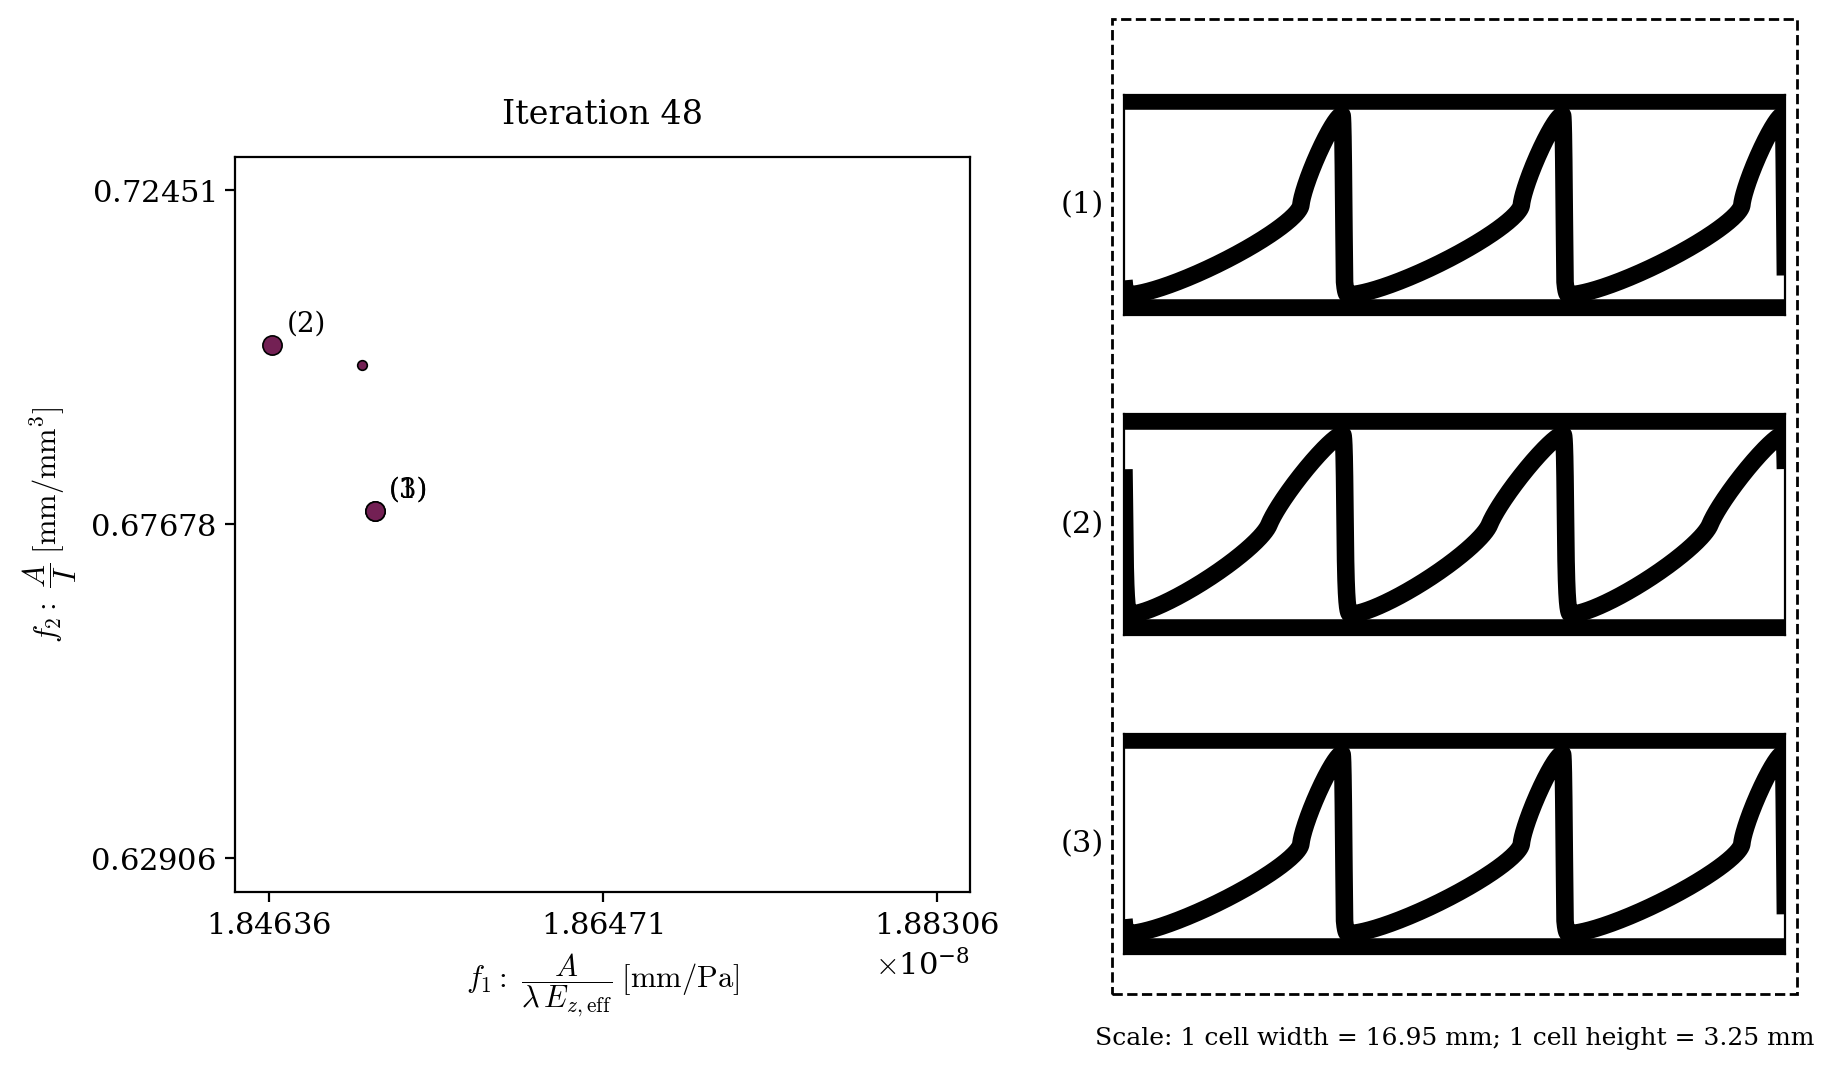 Iteration 48
0.72451
0.67678
0.62906
f₂ : A/I [mm/mm³]
(2)
(1)
(3)
1.84636 1.86471 1.88306
×10⁻⁸
f₁ : A/(λ E_z,eff) [mm/Pa]
(1)
(2)
(3)
Scale: 1 cell width = 16.95 mm; 1 cell height = 3.25 mm